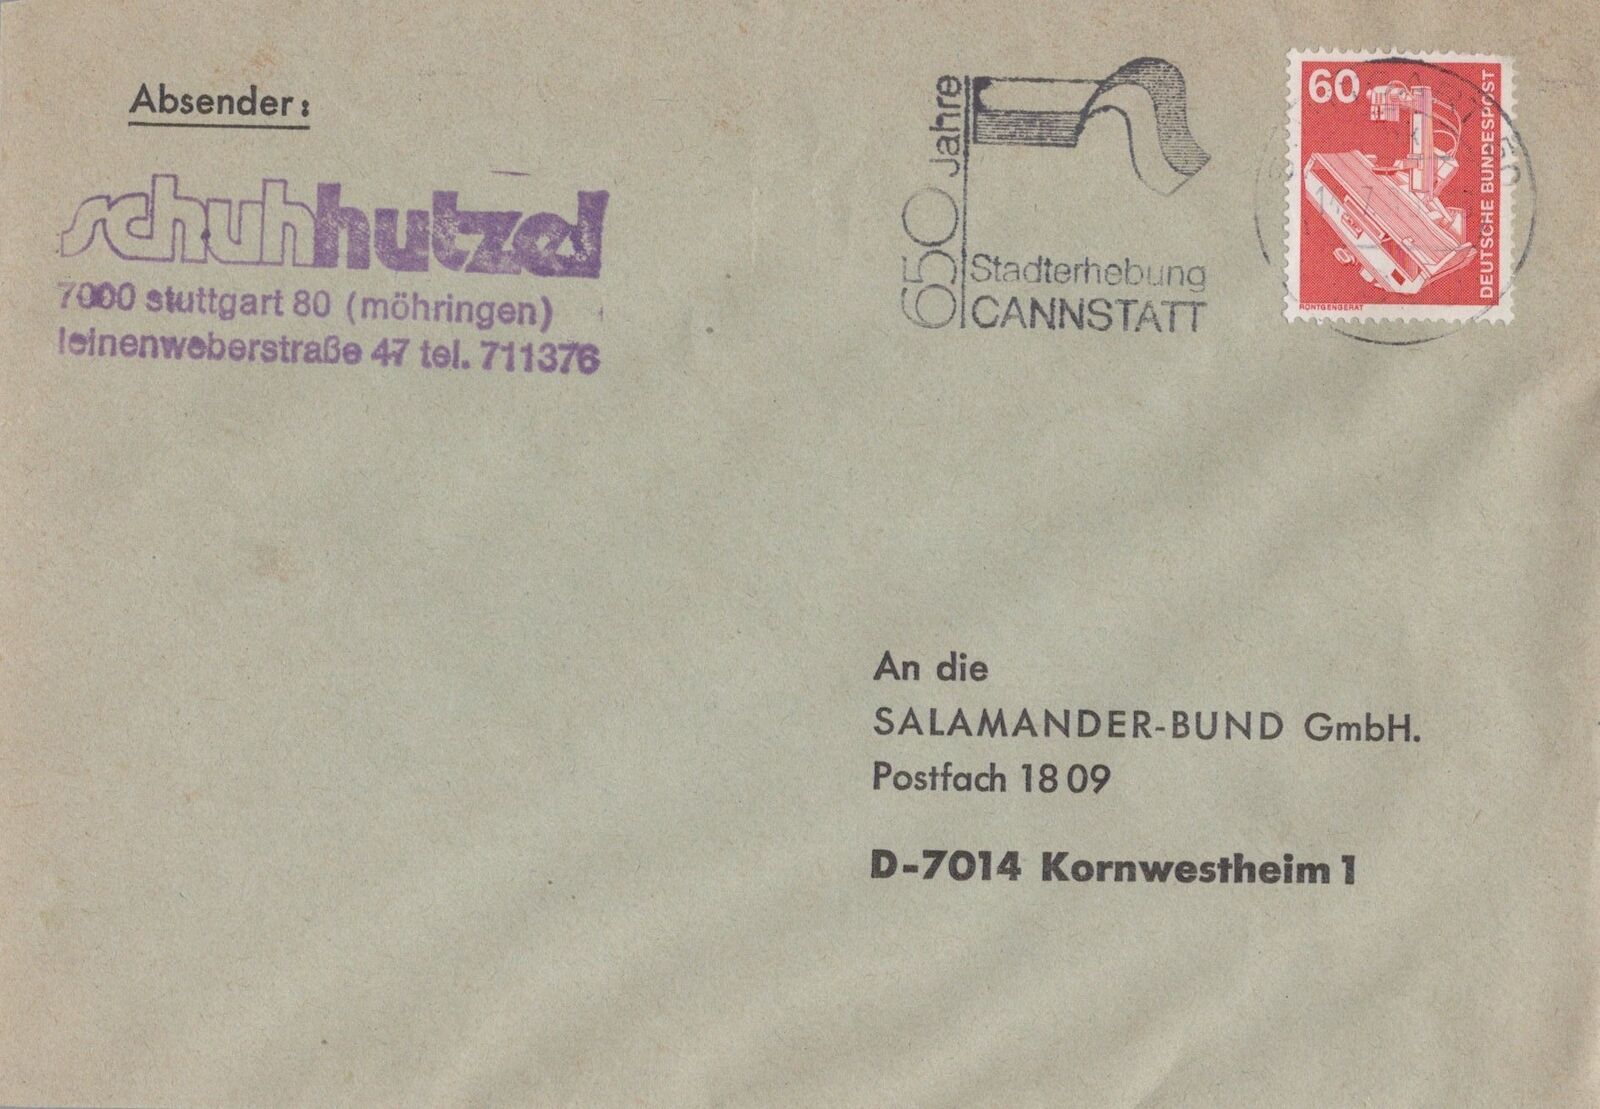 Absender:
schuhhutzel
7000 stuttgart 80 (möhringen)
leinenweberstraße 47 tel. 711376
650 Jahre
Stadterhebung
CANNSTATT
60
DEUTSCHE BUNDESPOST
RÖNTGENGERÄT
An die
SALAMANDER-BUND GmbH.
Postfach 18 09
D-7014 Kornwestheim 1